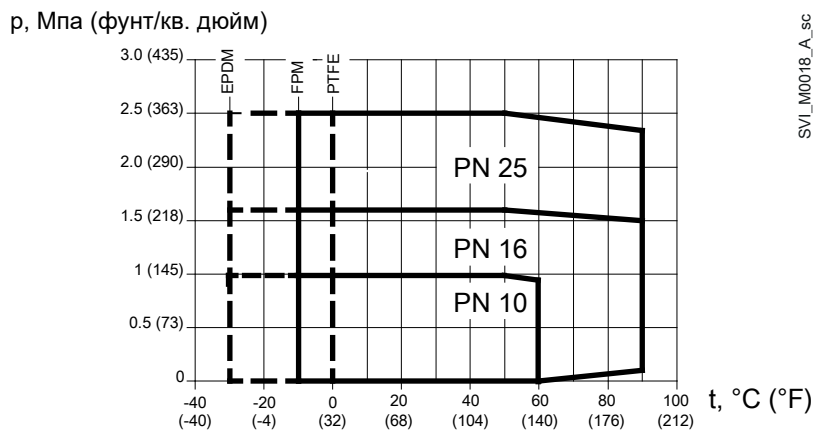 p, Мпа (фунт/кв. дюйм)
SVI_M0018_A_sc
3.0 (435)
EPDM
FPM
PTFE
2.5 (363)
2.0 (290)
PN 25
1.5 (218)
PN 16
1 (145)
PN 10
0.5 (73)
0
-40 -20 0 20 40 60 80 100
t, °C (°F)
(-40) (-4) (32) (68) (104) (140) (176) (212)